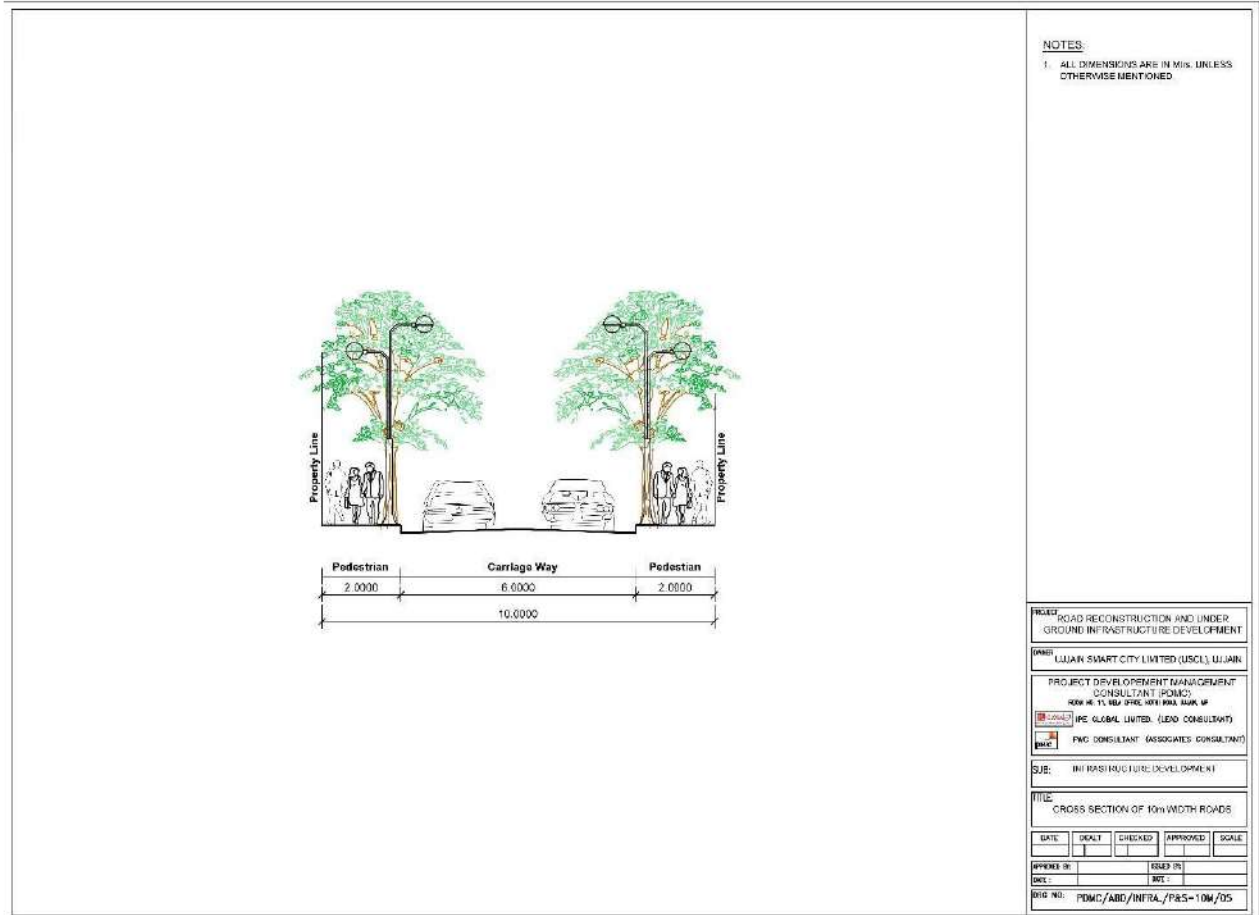 NOTES:
1. ALL DIMENSIONS ARE IN Mtrs. UNLESS
OTHERWISE MENTIONED
Property Line
Property Line
Pedestrian
Carriage Way
Pedestian
2.0000
6.0000
2.0000
10.0000
PROJECT
ROAD RECONSTRUCTION AND UNDER
GROUND INFRASTRUCTURE DEVELOPMENT
OWNER
UJJAIN SMART CITY LIMITED (USCL), UJJAIN
PROJECT DEVELOPEMENT MANAGEMENT
CONSULTANT (PDMC)
IPE GLOBAL LIMITED. (LEAD CONSULTANT)
PWC CONSULTANT (ASSOCIATES CONSULTANT)
SUB: INFRASTRUCTURE DEVELOPMENT
TITLE
CROSS SECTION OF 10m WIDTH ROADS
DATE DEALT CHECKED APPROVED SCALE
APPROVED BY: ISSUED BY:
DATE : DATE :
DRG NO: PDMC/ABD/INFRA./P&S-10M/05